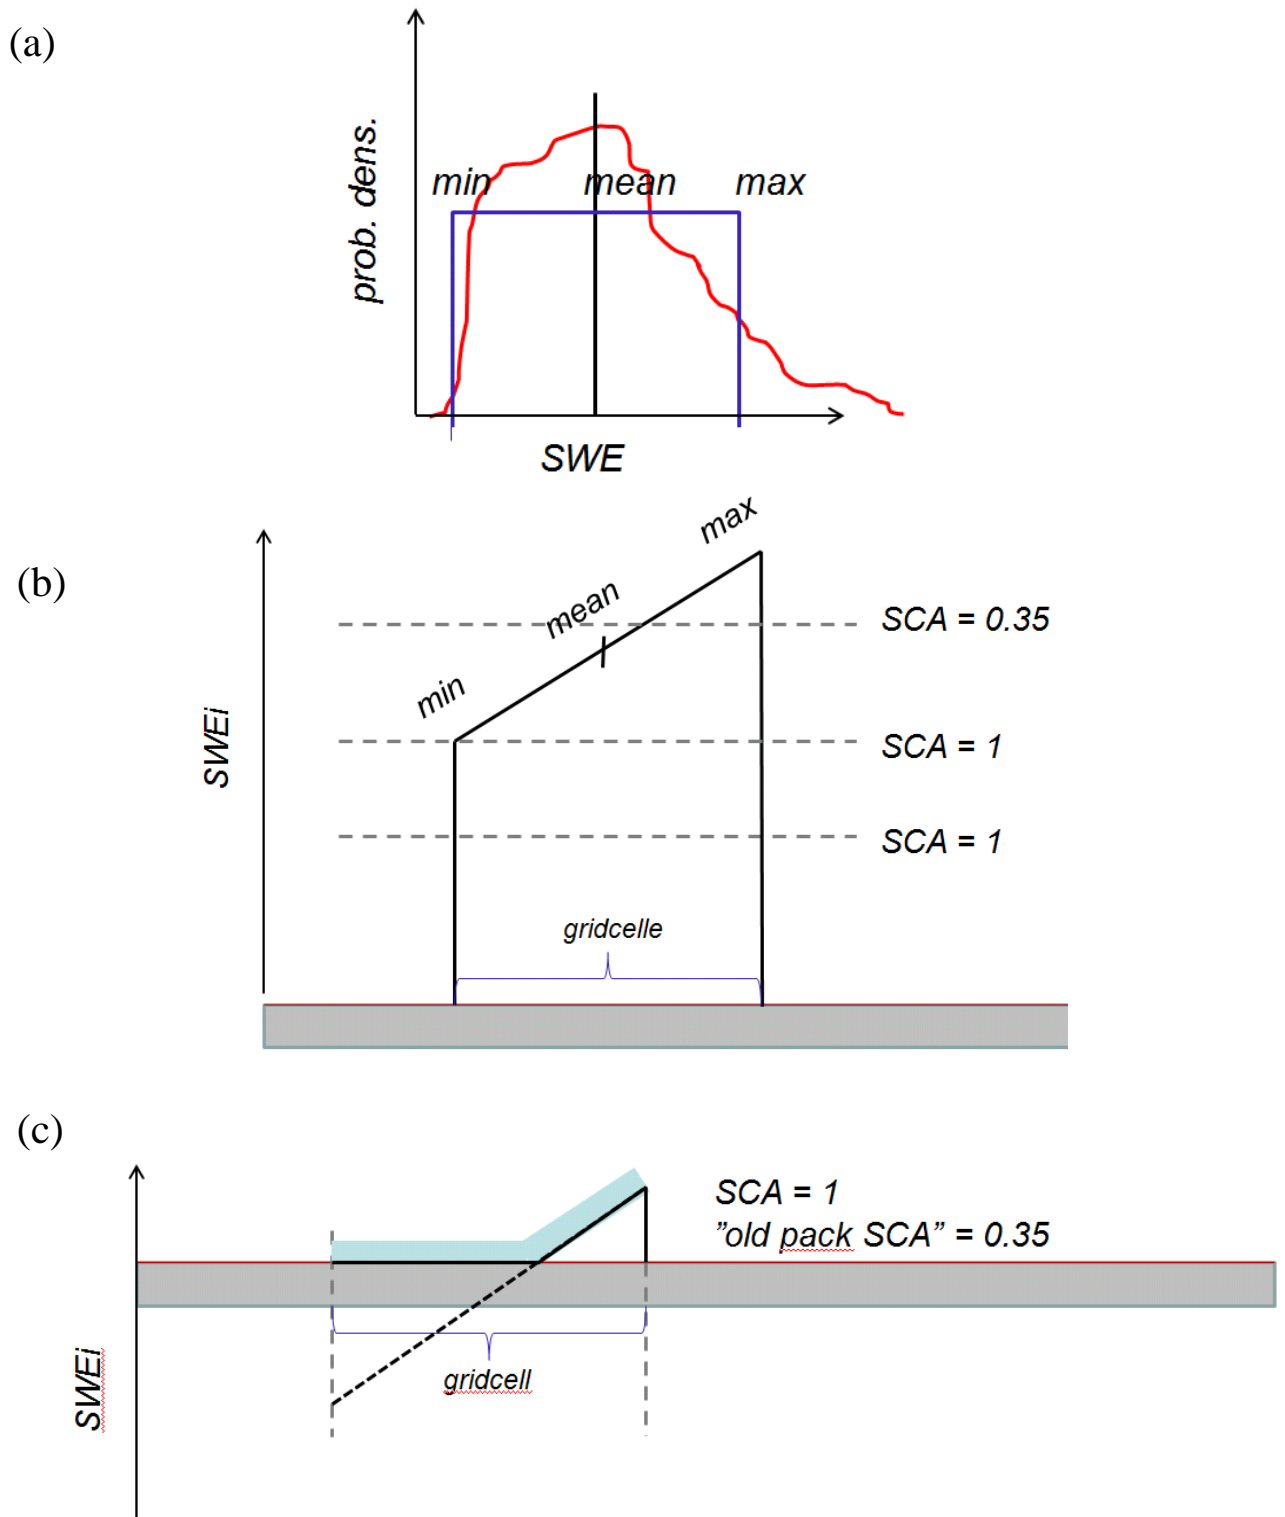 (a)
prob. dens.
min
mean
max
SWE
(b)
SWEi
min
mean
max
SCA = 0.35
SCA = 1
SCA = 1
gridcelle
(c)
SWEi
SCA = 1
”old pack SCA” = 0.35
gridcell